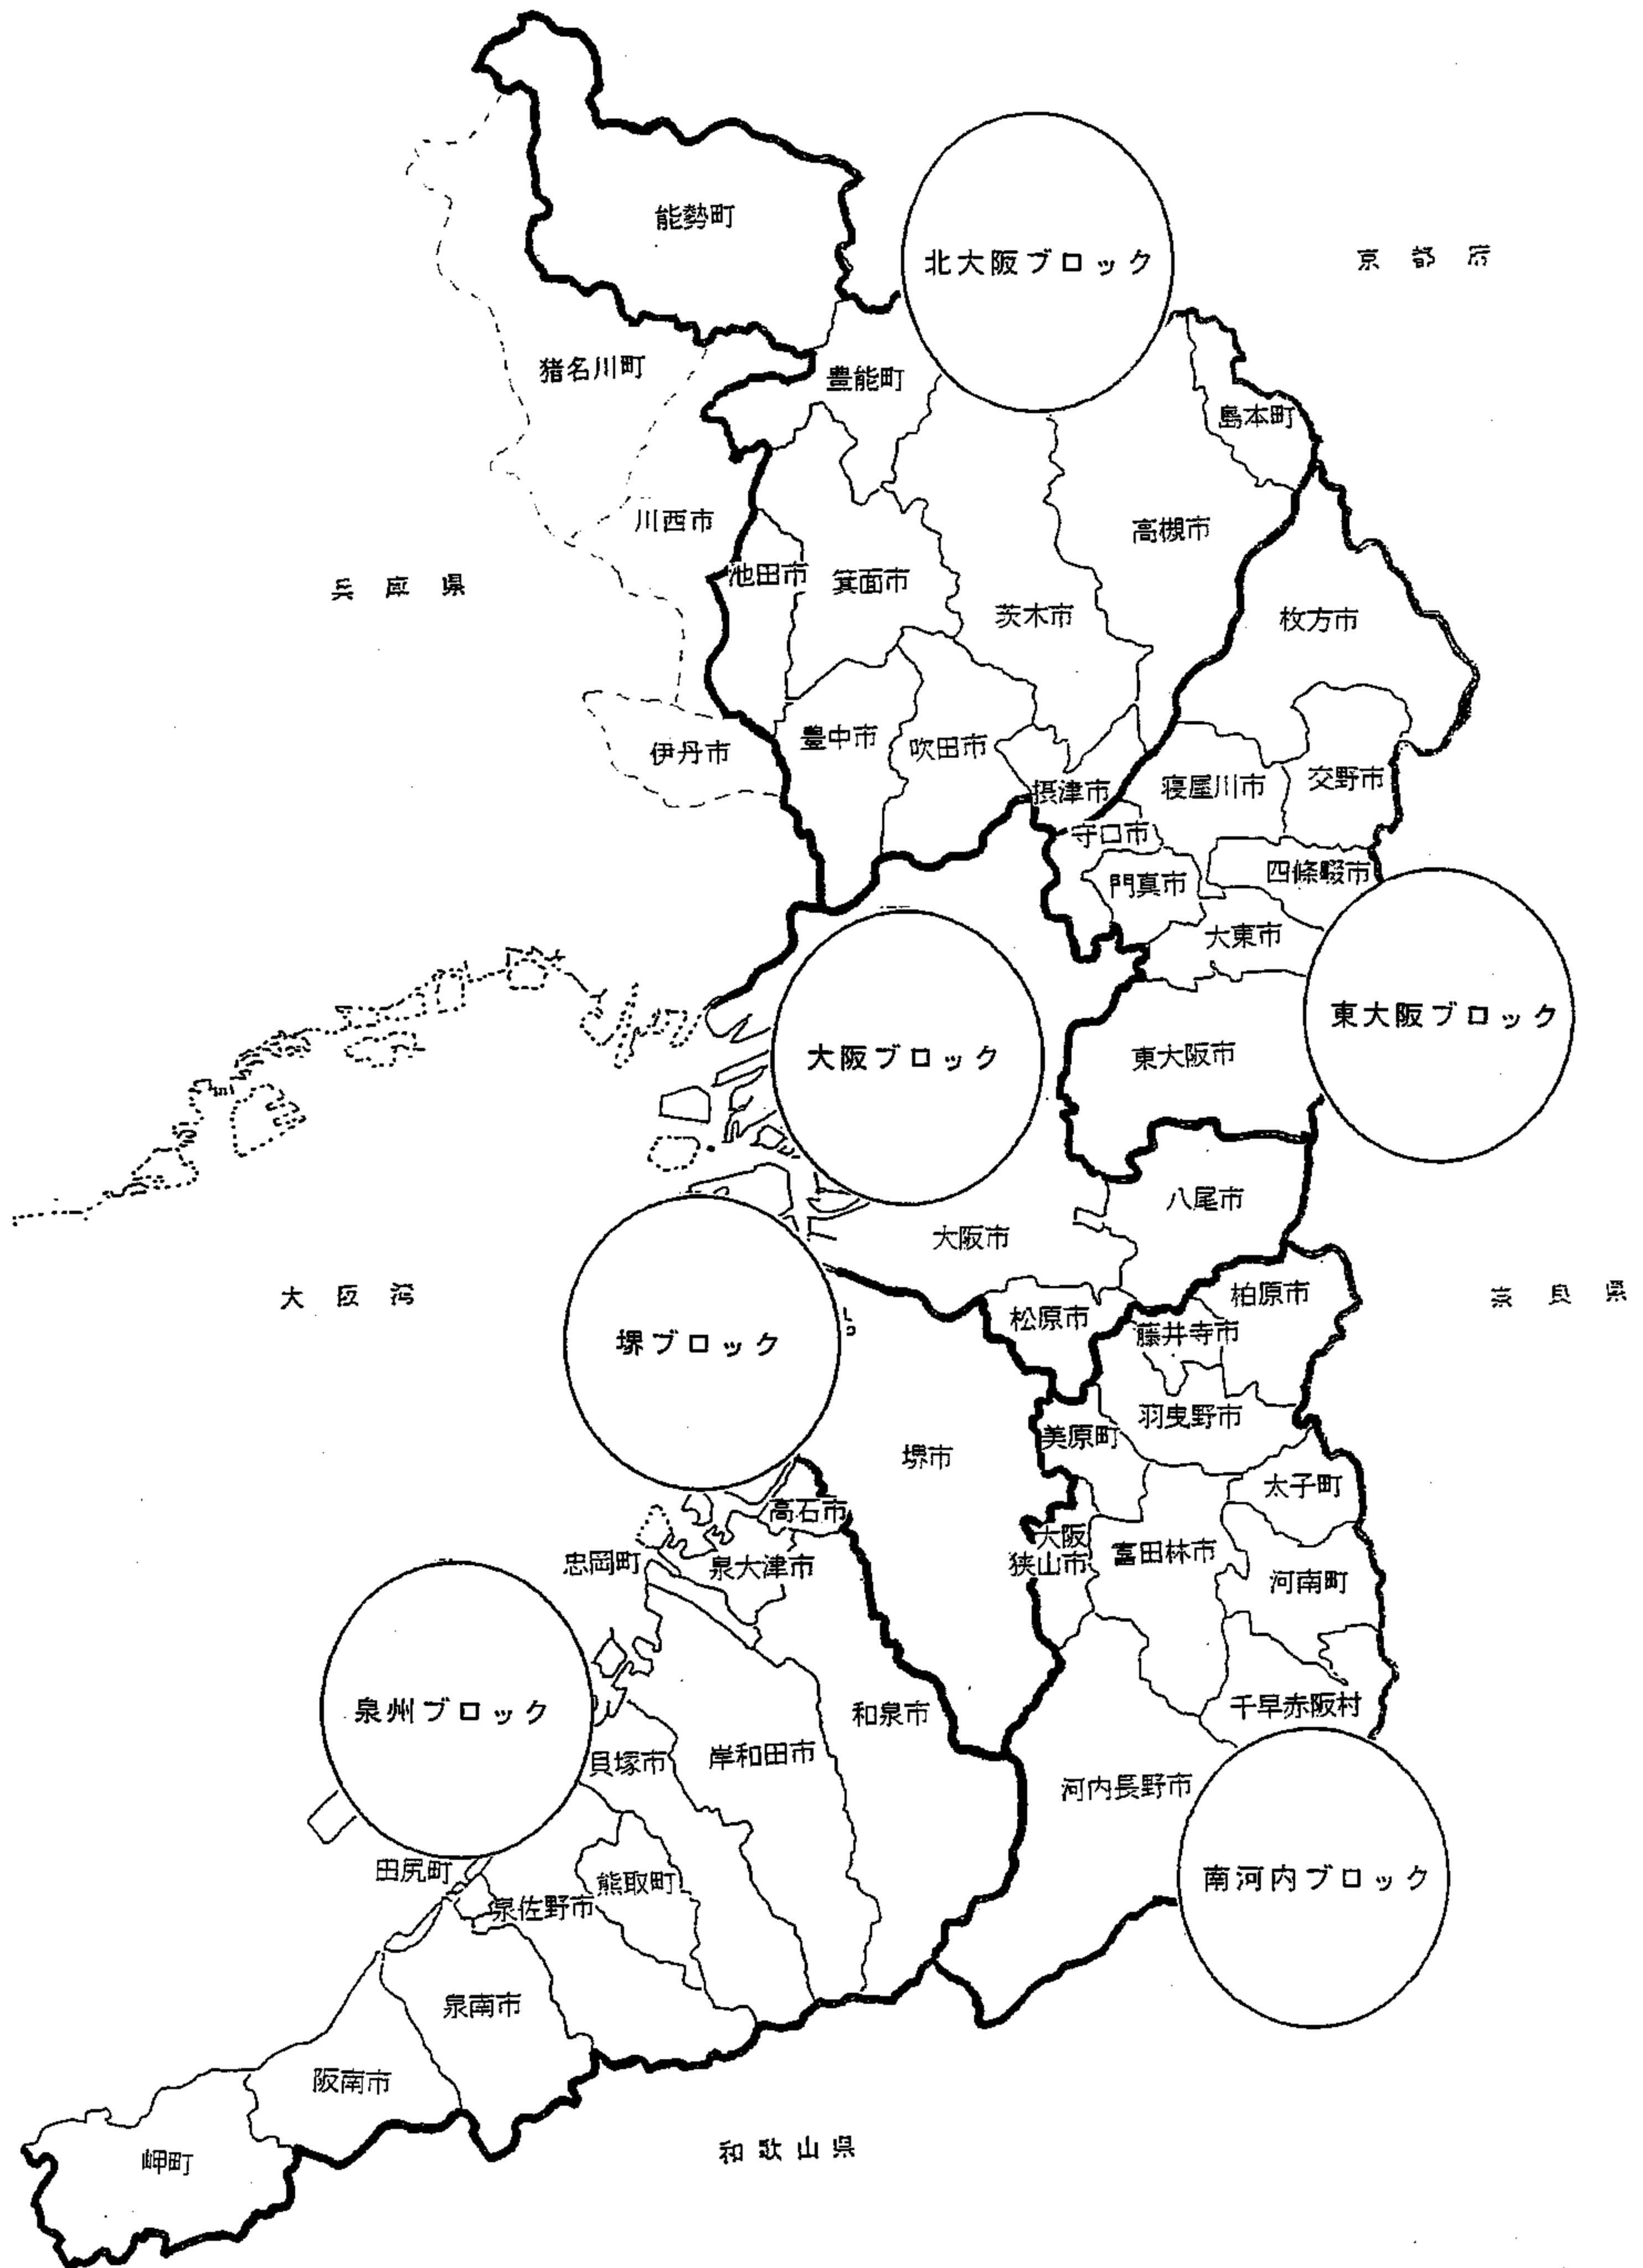 能勢町
北大阪ブロック
京都府
猪名川町
豊能町
島本町
川西市
高槻市
兵庫県
池田市
箕面市
茨木市
枚方市
伊丹市
豊中市
吹田市
摂津市
寝屋川市
交野市
守口市
門真市
四條畷市
大東市
東大阪ブロック
大阪ブロック
東大阪市
八尾市
大阪市
大阪湾
柏原市
奈良県
松原市
藤井寺市
堺ブロック
羽曳野市
美原町
堺市
太子町
高石市
大阪
狭山市
富田林市
忠岡町
泉大津市
河南町
泉州ブロック
和泉市
千早赤阪村
貝塚市
岸和田市
河内長野市
田尻町
熊取町
泉佐野市
南河内ブロック
泉南市
阪南市
和歌山県
岬町